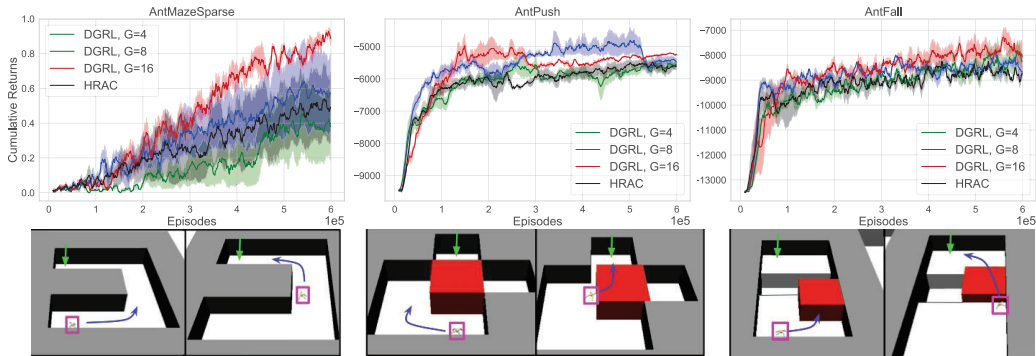 AntMazeSparse
Cumulative Returns
1.0
0.8
0.6
0.4
0.2
0.0
DGRL, G=4
DGRL, G=8
DGRL, G=16
HRAC
0 1 2 3 4 5 6
Episodes
1e5
AntPush
−5000
−6000
−7000
−8000
−9000
DGRL, G=4
DGRL, G=8
DGRL, G=16
HRAC
0 1 2 3 4 5 6
Episodes
1e5
AntFall
−7000
−8000
−9000
−10000
−11000
−12000
−13000
DGRL, G=4
DGRL, G=8
DGRL, G=16
HRAC
0 1 2 3 4 5 6
Episodes
1e5